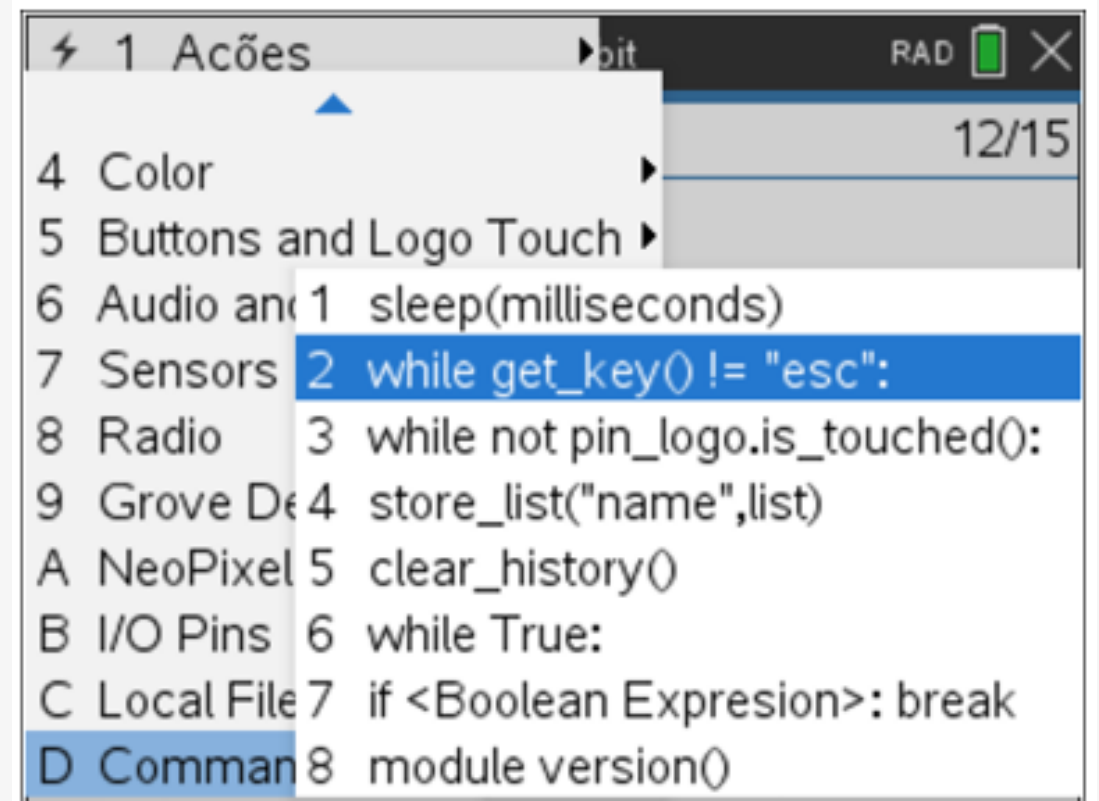 1 Acões
bit RAD
12/15
4 Color
5 Buttons and Logo Touch
6 Audio and
7 Sensors
8 Radio
9 Grove De
A NeoPixel
B I/O Pins
C Local File
D Comman
1 sleep(milliseconds)
2 while get_key() != "esc":
3 while not pin_logo.is_touched():
4 store_list("name",list)
5 clear_history()
6 while True:
7 if <Boolean Expresion>: break
8 module version()